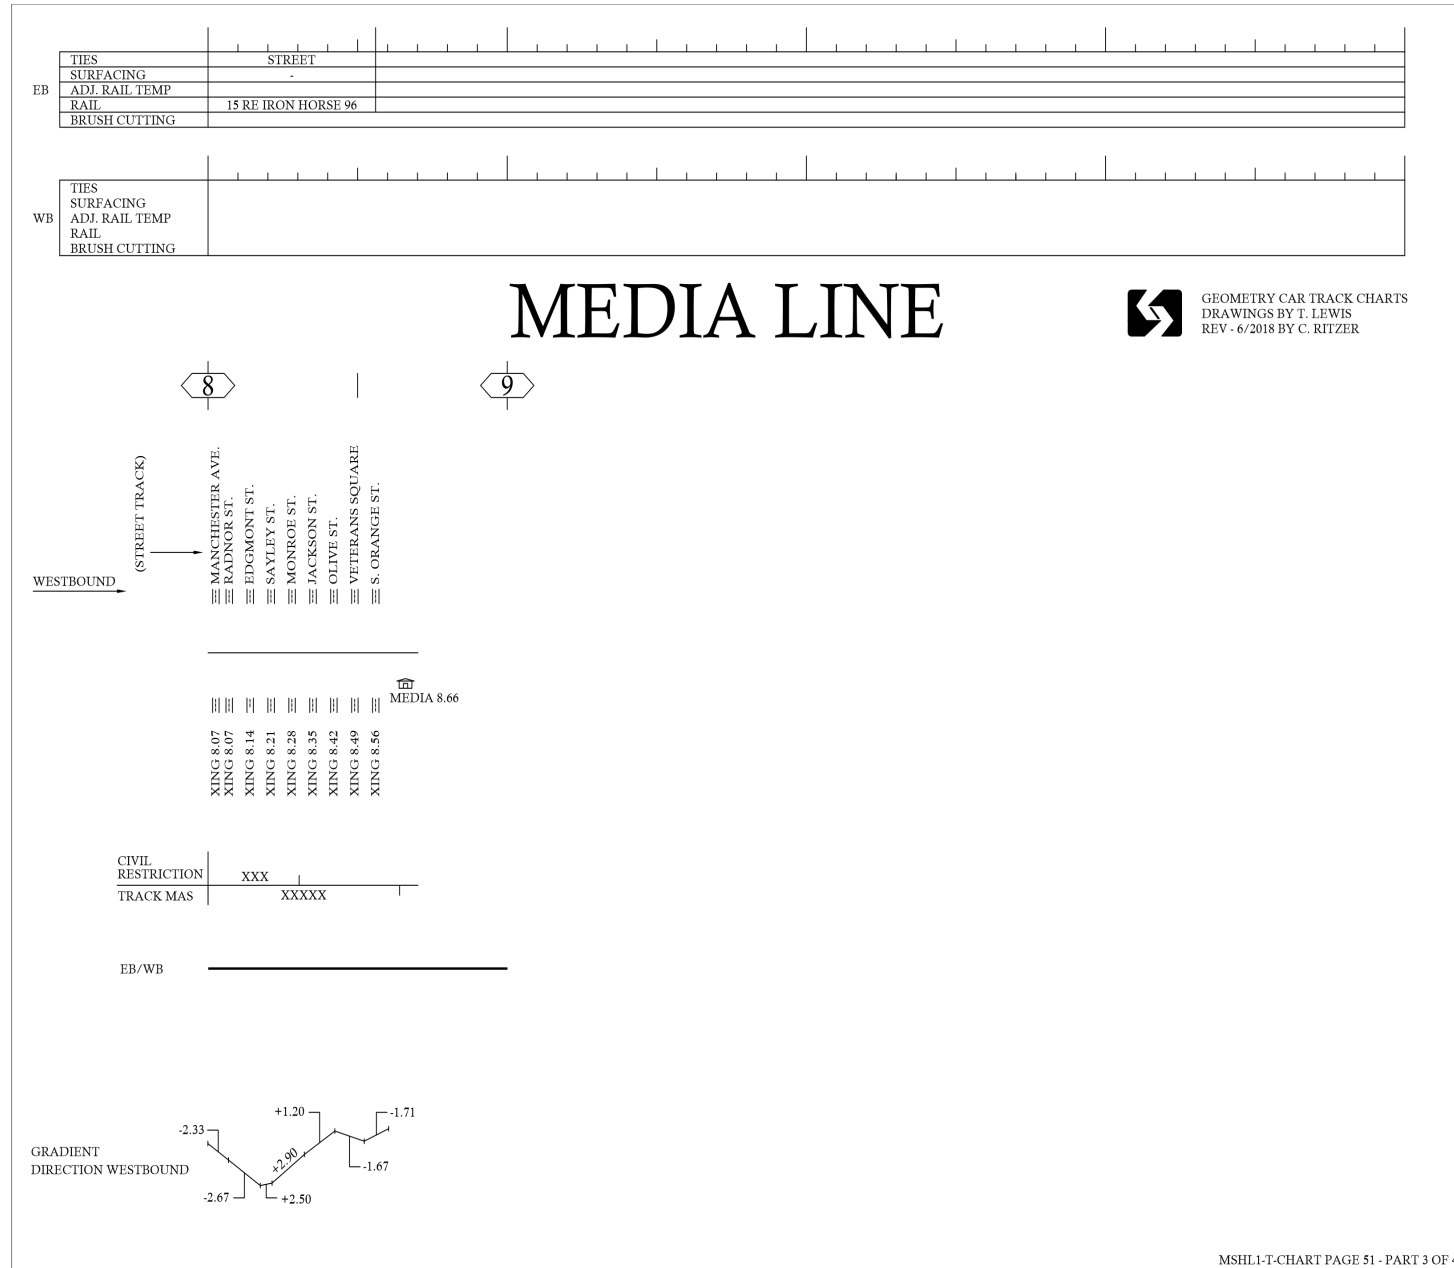 TIES STREET
SURFACING -
EB
ADJ. RAIL TEMP
RAIL 15 RE IRON HORSE 96
BRUSH CUTTING
TIES
SURFACING
WB ADJ. RAIL TEMP
RAIL
BRUSH CUTTING
MEDIA LINE
GEOMETRY CAR TRACK CHARTS
DRAWINGS BY T. LEWIS
REV - 6/2018 BY C. RITZER
8 9
(STREET TRACK)
WESTBOUND
MANCHESTER AVE.
RADNOR ST.
EDGMONT ST.
SAYLEY ST.
MONROE ST.
JACKSON ST.
OLIVE ST.
VETERANS SQUARE
S. ORANGE ST.
MEDIA 8.66
XING 8.07
XING 8.07
XING 8.14
XING 8.21
XING 8.28
XING 8.35
XING 8.42
XING 8.49
XING 8.56
CIVIL
RESTRICTION XXX
TRACK MAS XXXXX
EB/WB
GRADIENT
DIRECTION WESTBOUND
-2.33
-2.67
+2.50
+2.90
+1.20
-1.67
-1.71
MSHL1-T-CHART PAGE 51 - PART 3 OF 4